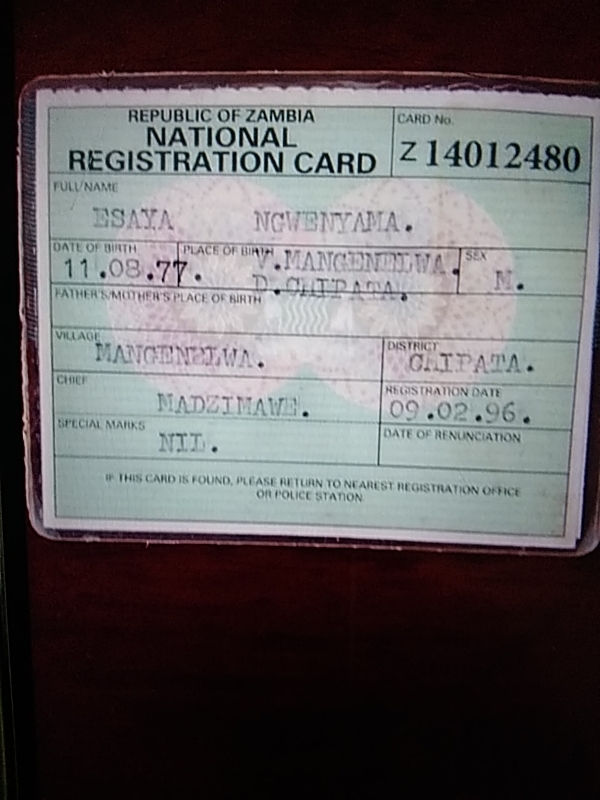 REPUBLIC OF ZAMBIA
NATIONAL
REGISTRATION CARD
CARD No.
Z 14012480
FULL/NAME
ESAYA NGWENYAMA.
DATE OF BIRTH
11.08.77.
PLACE OF BIRTH
V.MANGENELWA.
D.CHIPATA.
SEX
M.
FATHER'S/MOTHER'S PLACE OF BIRTH
VILLAGE
MANGENELWA.
DISTRICT
CHIPATA.
CHIEF
MADZIMAWE.
REGISTRATION DATE
09.02.96.
SPECIAL MARKS
NIL.
DATE OF RENUNCIATION
IF THIS CARD IS FOUND, PLEASE RETURN TO NEAREST REGISTRATION OFFICE
OR POLICE STATION.